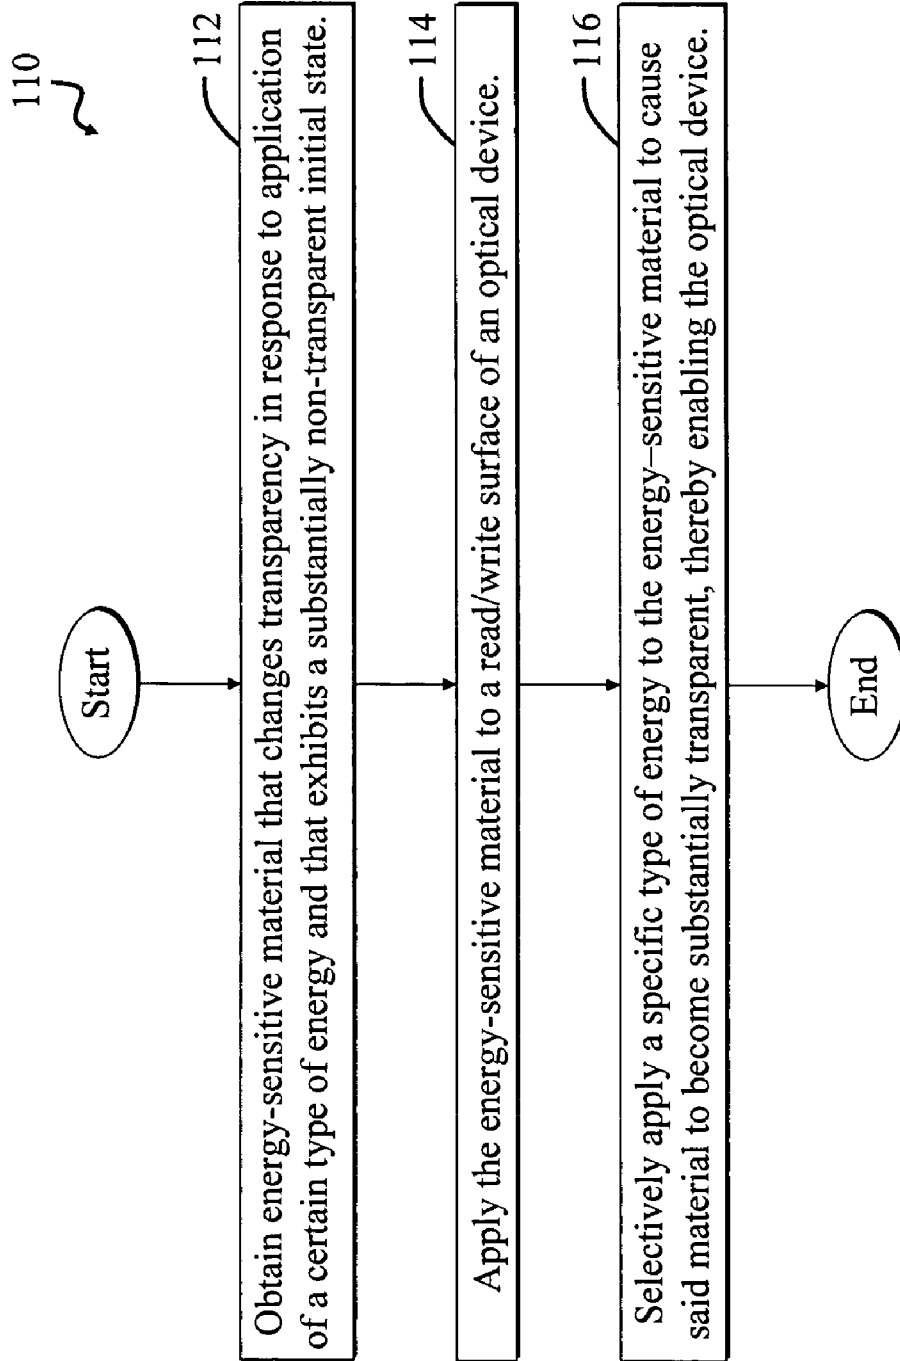 110
Start
112
Obtain energy-sensitive material that changes transparency in response to application
of a certain type of energy and that exhibits a substantially non-transparent initial state.
114
Apply the energy-sensitive material to a read/write surface of an optical device.
116
Selectively apply a specific type of energy to the energy–sensitive material to cause
said material to become substantially transparent, thereby enabling the optical device.
End